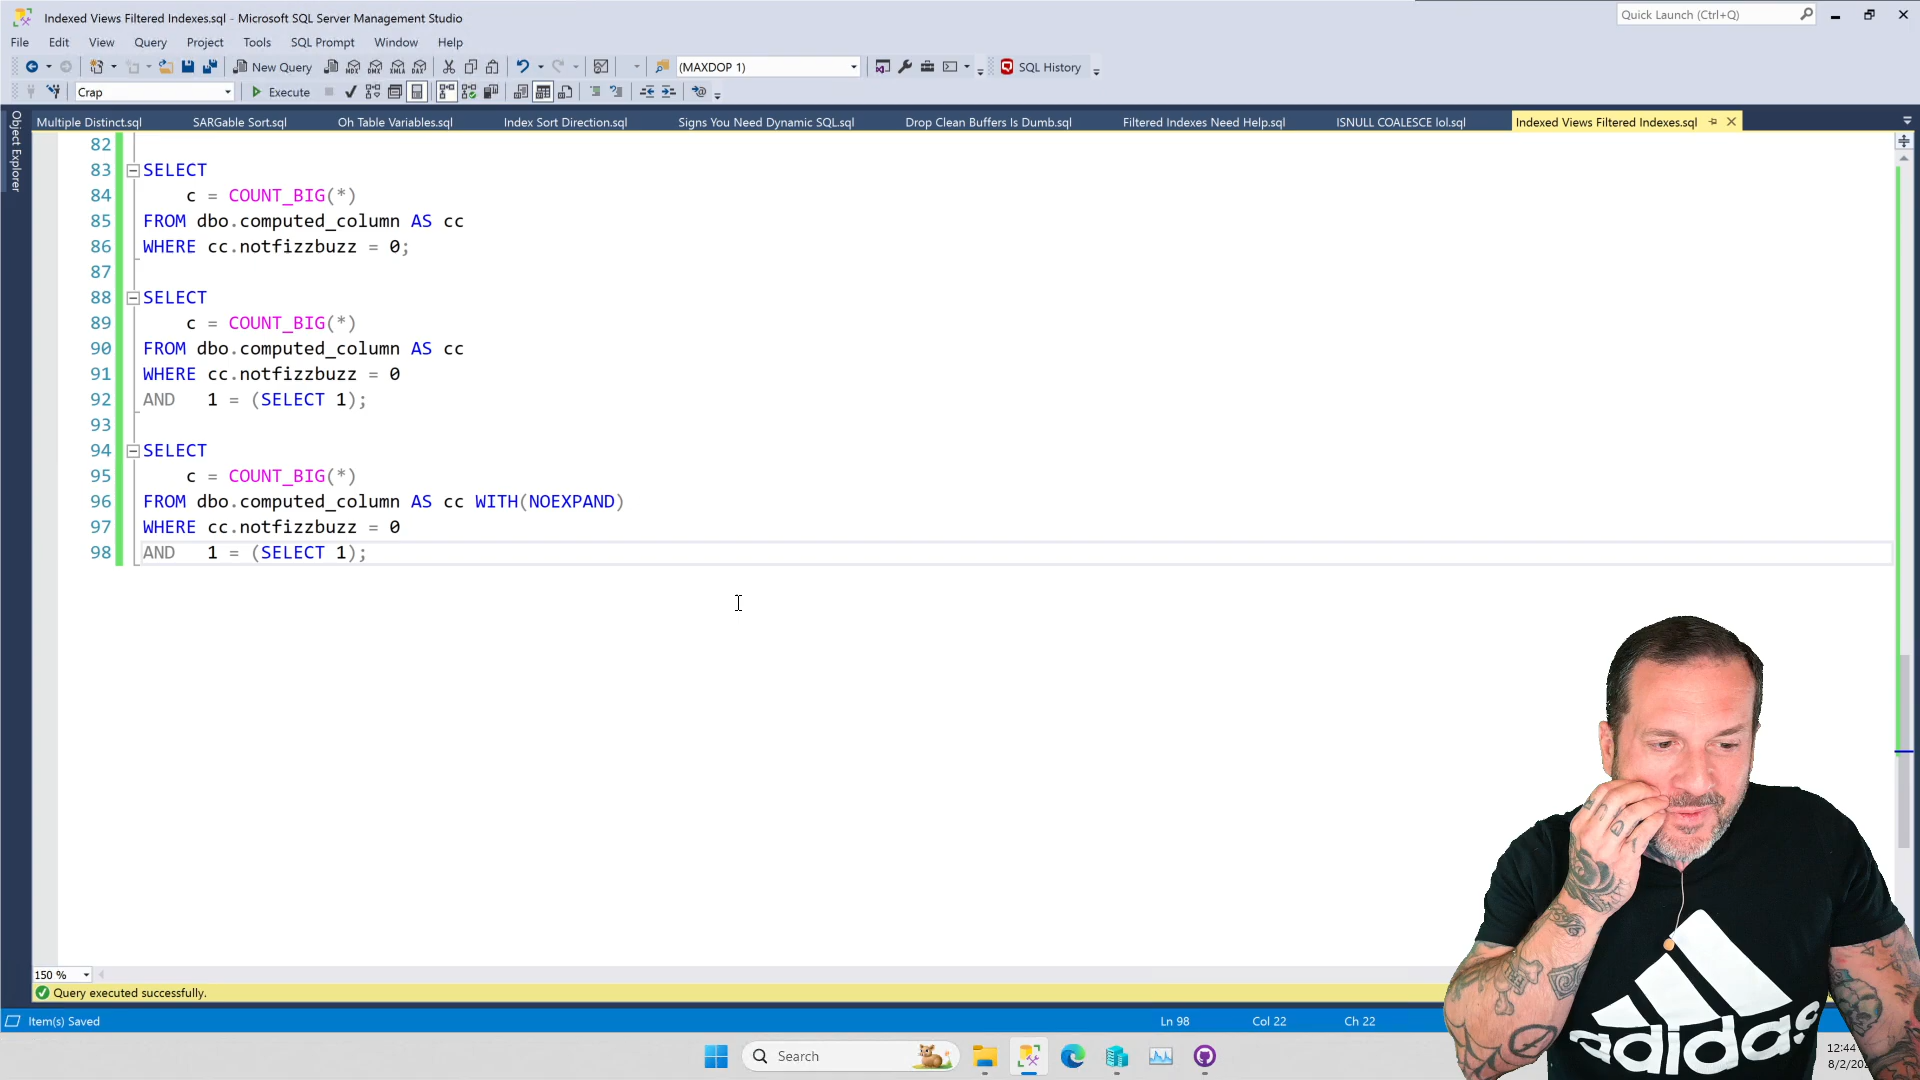 Indexed Views Filtered Indexes.sql - Microsoft SQL Server Management Studio
Quick Launch (Ctrl+Q)
File Edit View Query Project Tools SQL Prompt Window Help
New Query
MDX DMX XMLA DAX
(MAXDOP 1)
SQL History
Crap
Execute
Object Explorer
Multiple Distinct.sql SARGable Sort.sql Oh Table Variables.sql Index Sort Direction.sql Signs You Need Dynamic SQL.sql Drop Clean Buffers Is Dumb.sql Filtered Indexes Need Help.sql ISNULL COALESCE lol.sql Indexed Views Filtered Indexes.sql
82
83 SELECT
84 c = COUNT_BIG(*)
85 FROM dbo.computed_column AS cc
86 WHERE cc.notfizzbuzz = 0;
87
88 SELECT
89 c = COUNT_BIG(*)
90 FROM dbo.computed_column AS cc
91 WHERE cc.notfizzbuzz = 0
92 AND 1 = (SELECT 1);
93
94 SELECT
95 c = COUNT_BIG(*)
96 FROM dbo.computed_column AS cc WITH(NOEXPAND)
97 WHERE cc.notfizzbuzz = 0
98 AND 1 = (SELECT 1);
150 %
Query executed successfully.
Item(s) Saved
Ln 98 Col 22 Ch 22
adidas
Search
12:44